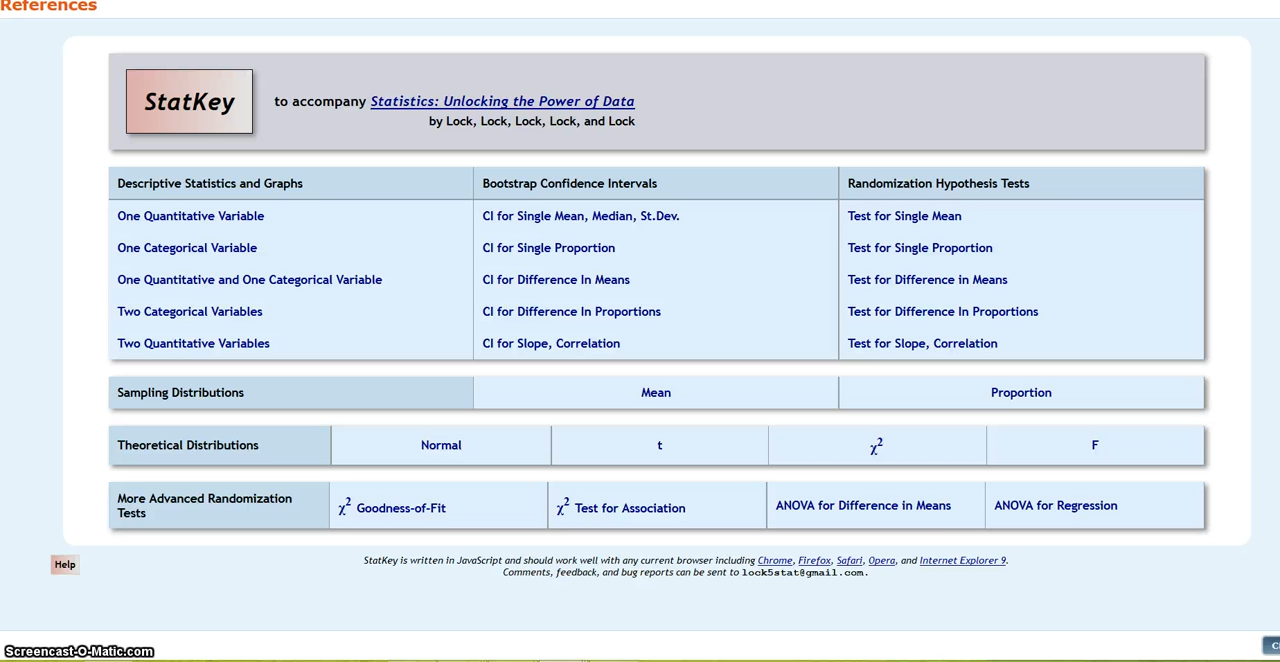 References
StatKey
to accompany Statistics: Unlocking the Power of Data
by Lock, Lock, Lock, Lock, and Lock
Descriptive Statistics and Graphs
Bootstrap Confidence Intervals
Randomization Hypothesis Tests
One Quantitative Variable
CI for Single Mean, Median, St.Dev.
Test for Single Mean
One Categorical Variable
CI for Single Proportion
Test for Single Proportion
One Quantitative and One Categorical Variable
CI for Difference In Means
Test for Difference in Means
Two Categorical Variables
CI for Difference In Proportions
Test for Difference In Proportions
Two Quantitative Variables
CI for Slope, Correlation
Test for Slope, Correlation
Sampling Distributions
Mean
Proportion
Theoretical Distributions
Normal
t
χ²
F
More Advanced Randomization
Tests
χ² Goodness-of-Fit
χ² Test for Association
ANOVA for Difference in Means
ANOVA for Regression
Help
StatKey is written in JavaScript and should work well with any current browser including Chrome, Firefox, Safari, Opera, and Internet Explorer 9.
Comments, feedback, and bug reports can be sent to lock5stat@gmail.com.
Screencast-O-Matic.com